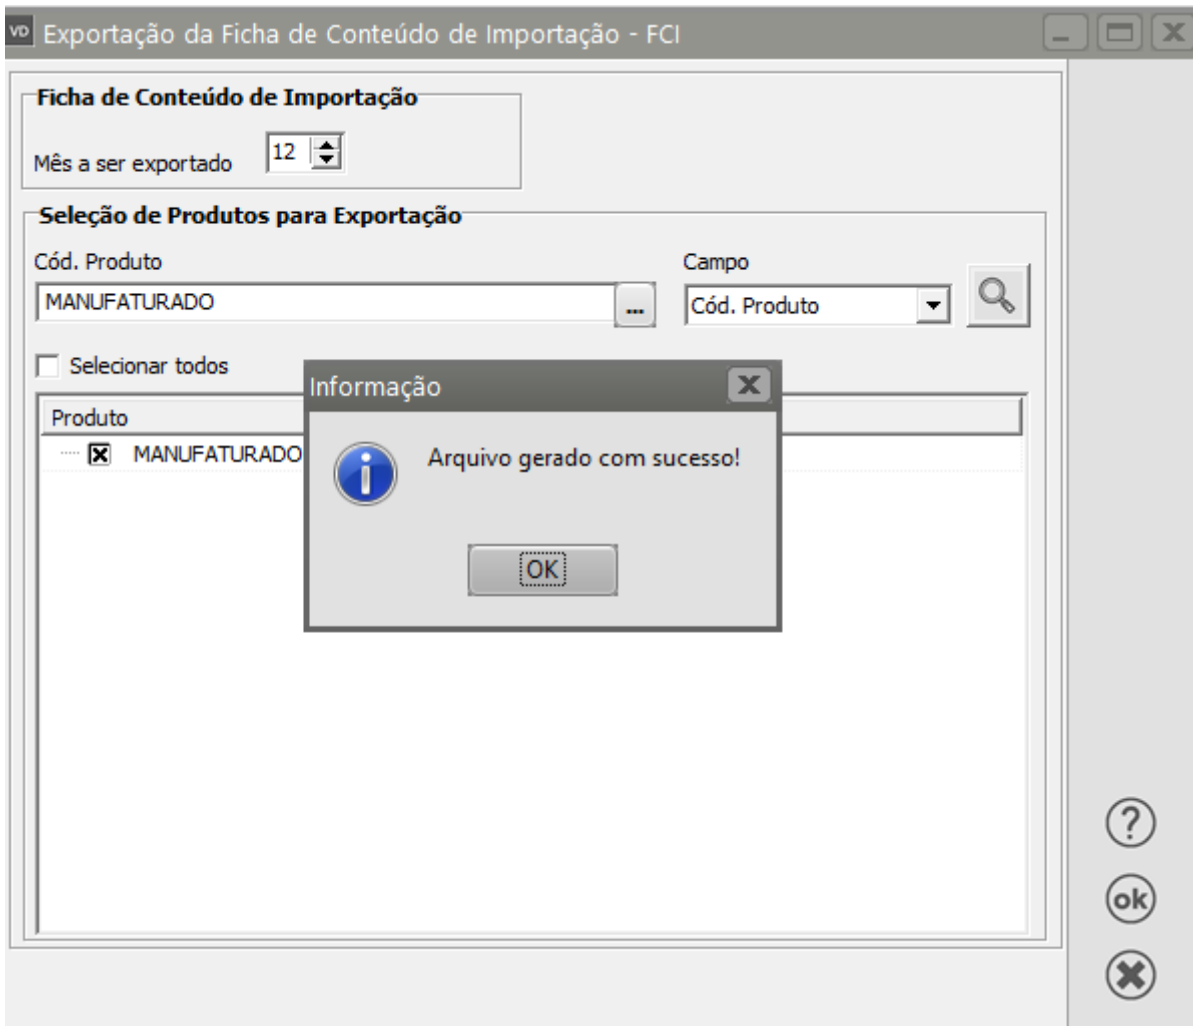 VD Exportação da Ficha de Conteúdo de Importação - FCI
Ficha de Conteúdo de Importação
Mês a ser exportado 12
Seleção de Produtos para Exportação
Cód. Produto Campo
MANUFATURADO ... Cód. Produto
Selecionar todos
Informação
Produto
MANUFATURADO
Arquivo gerado com sucesso!
OK
?
ok